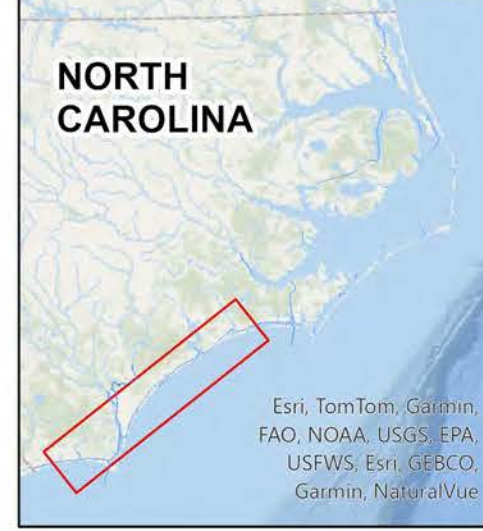 NORTH
CAROLINA
Esri, TomTom, Garmin,
FAO, NOAA, USGS, EPA,
USFWS, Esri, GEBCO,
Garmin, NaturalVue